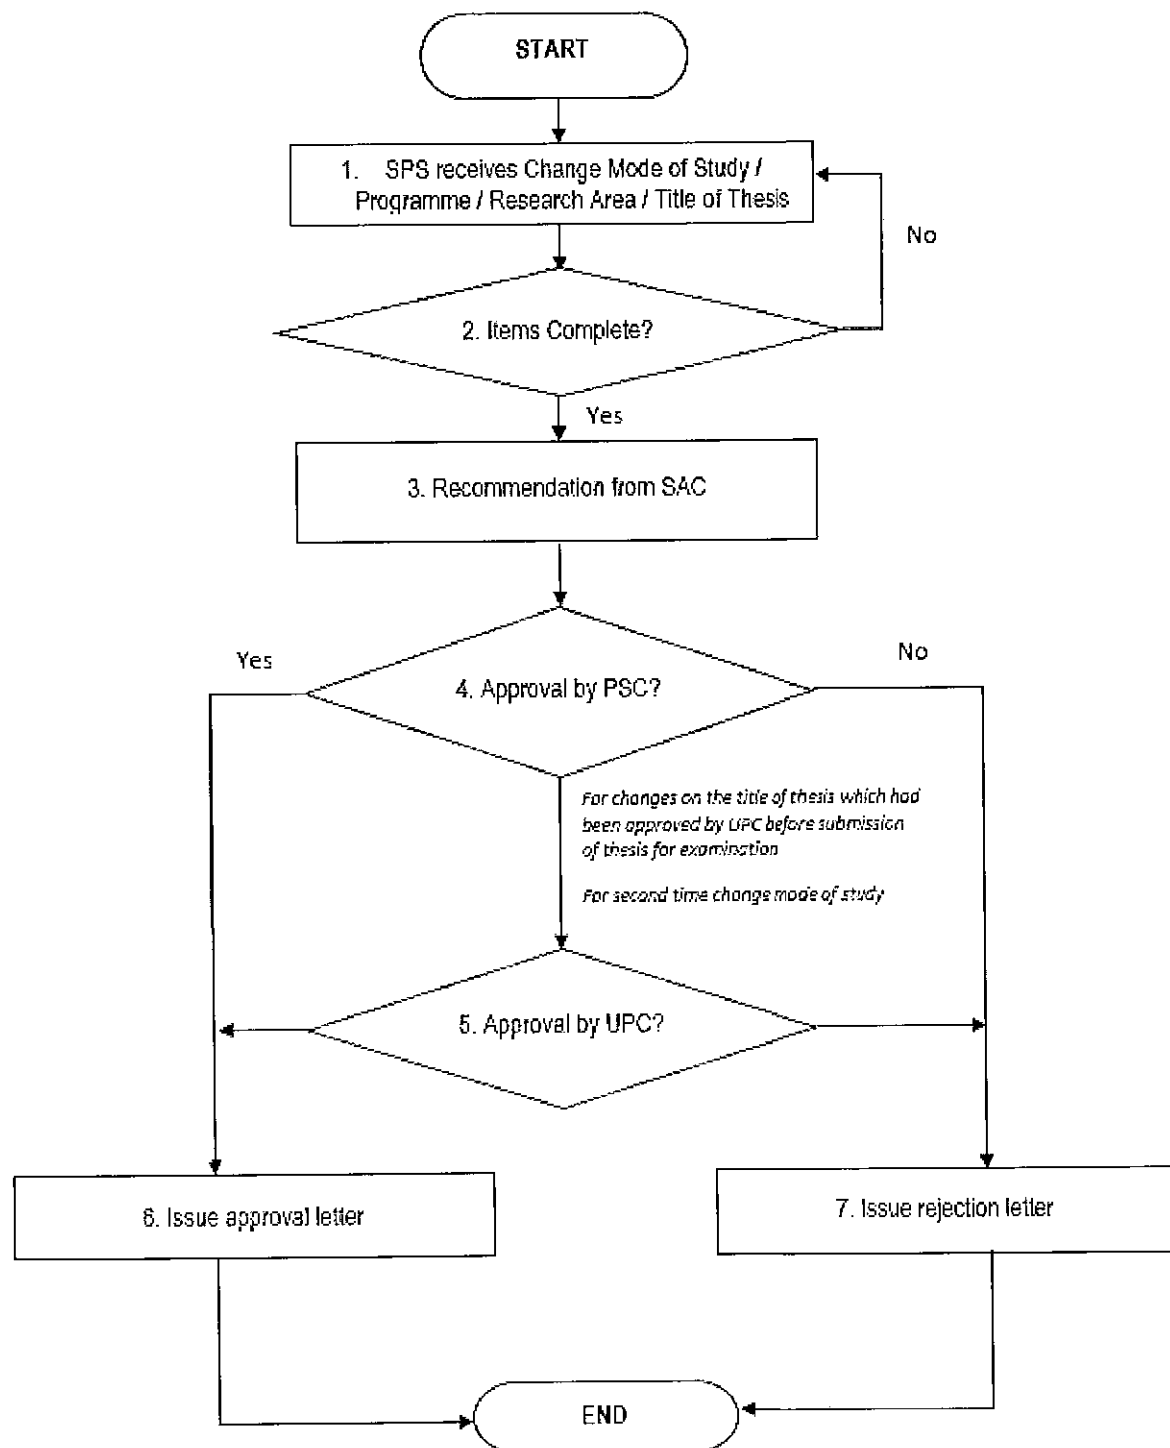 START
1. SPS receives Change Mode of Study /
Programme / Research Area / Title of Thesis
No
2. Items Complete?
Yes
3. Recommendation from SAC
Yes
No
4. Approval by PSC?
For changes on the title of thesis which had
been approved by UPC before submission
of thesis for examination
For second time change mode of study
5. Approval by UPC?
6. Issue approval letter
7. Issue rejection letter
END